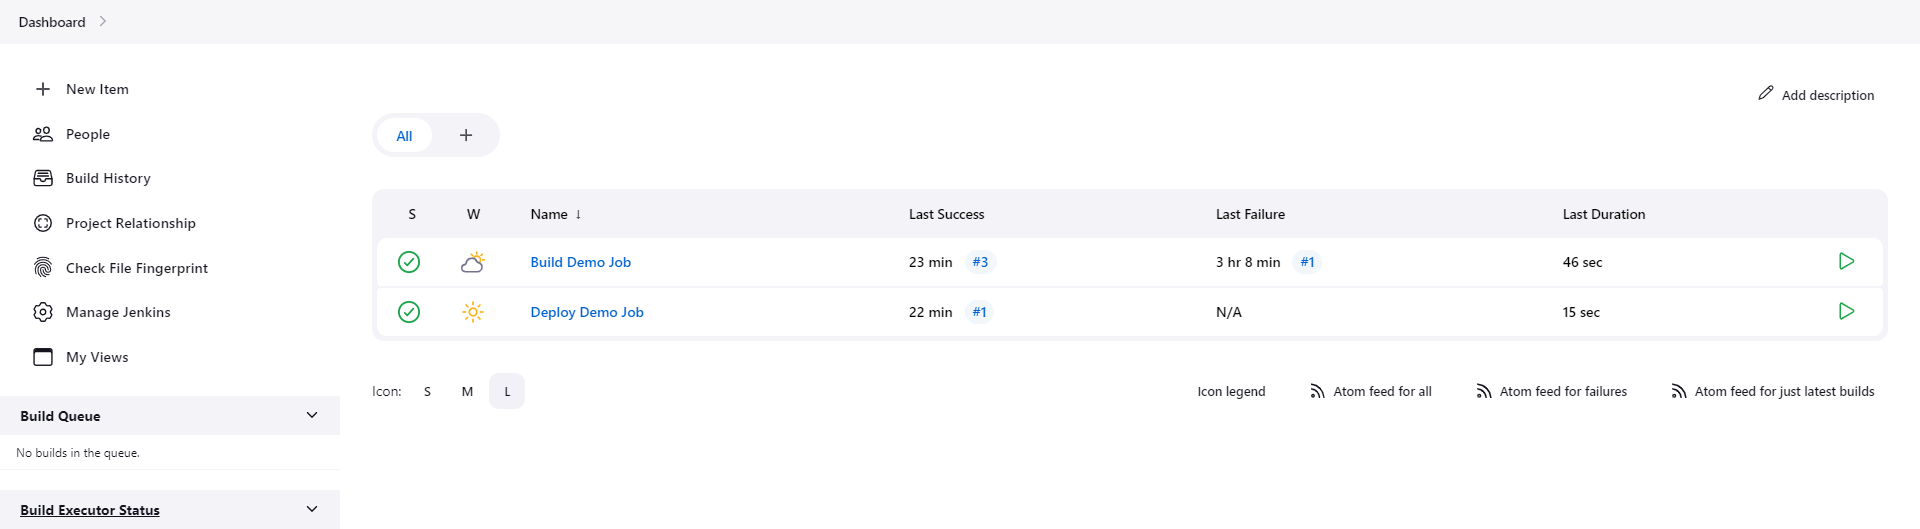 Dashboard
New Item
People
Build History
Project Relationship
Check File Fingerprint
Manage Jenkins
My Views
Build Queue
No builds in the queue.
Build Executor Status
Add description
All
S W Name ↓ Last Success Last Failure Last Duration
Build Demo Job 23 min #3 3 hr 8 min #1 46 sec
Deploy Demo Job 22 min #1 N/A 15 sec
Icon: S M L Icon legend Atom feed for all Atom feed for failures Atom feed for just latest builds